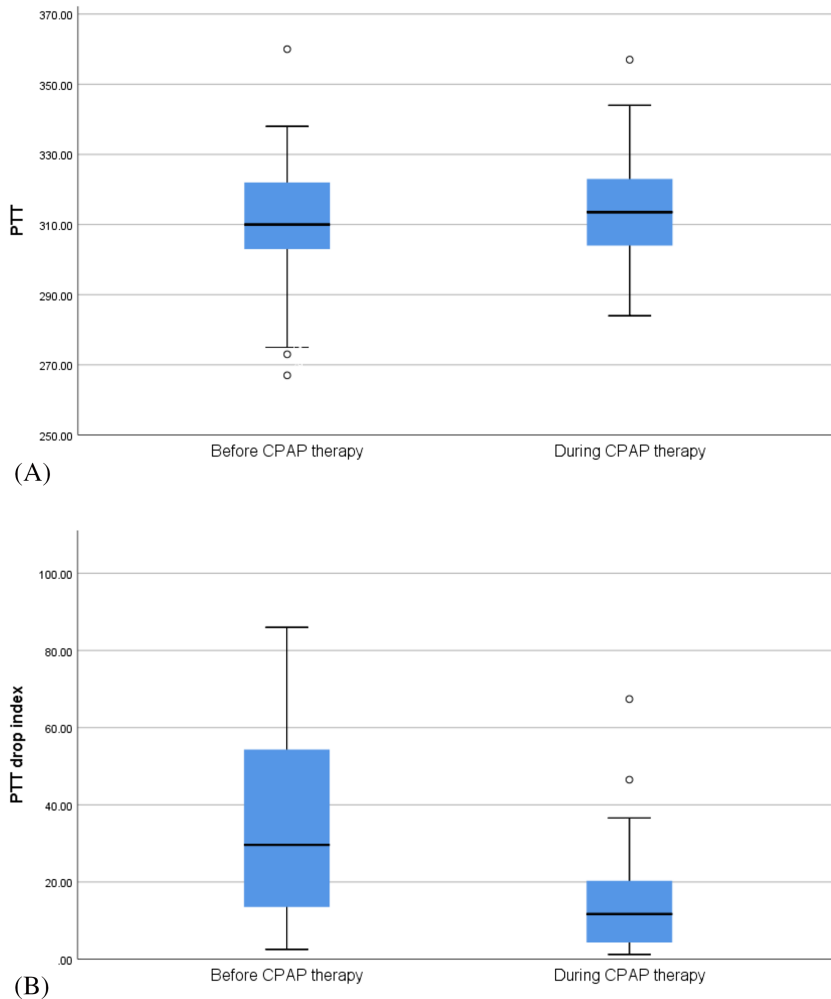 370.00
350.00
330.00
310.00
290.00
270.00
250.00
PTT
Before CPAP therapy During CPAP therapy
(A)
100.00
80.00
60.00
40.00
20.00
.00
PTT drop index
Before CPAP therapy During CPAP therapy
(B)